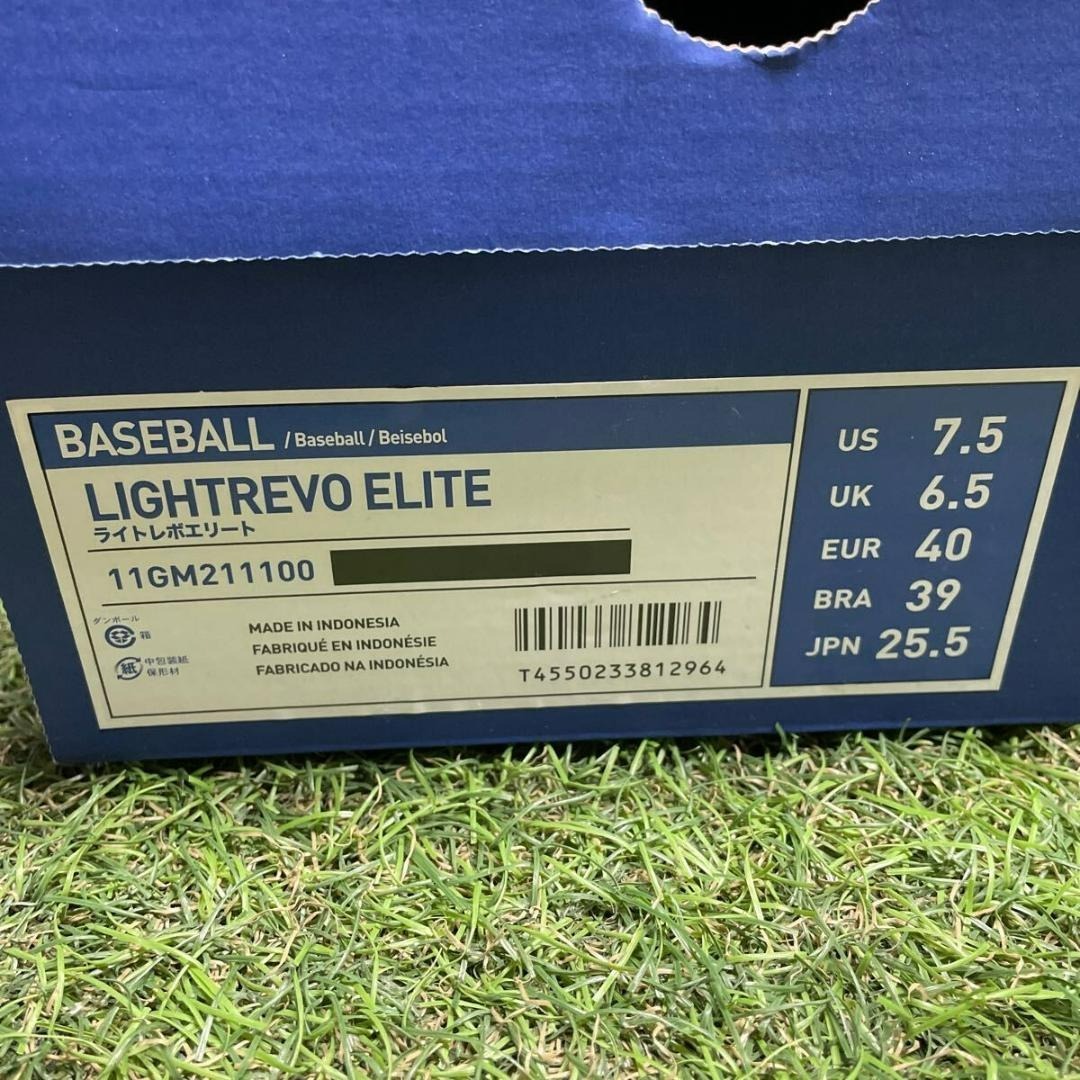 BASEBALL / Baseball / Beisebol
LIGHTREVO ELITE
ライトレボエリート
11GM211100
ダンボール
箱
紙
中包装紙
保形材
MADE IN INDONESIA
FABRIQUÉ EN INDONÉSIE
FABRICADO NA INDONÉSIA
T4550233812964
US 7.5
UK 6.5
EUR 40
BRA 39
JPN 25.5